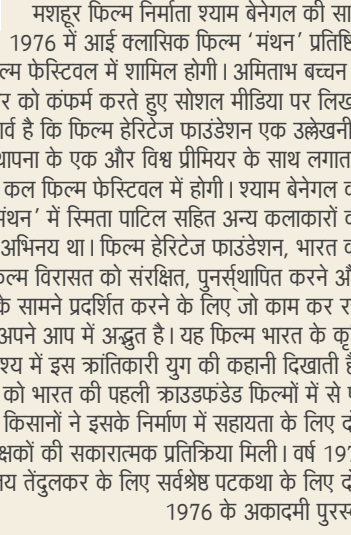 मशहूर फिल्म निर्माता श्याम बेनेगल की सा
1976 में आई क्लासिक फिल्म ‘मंथन’ प्रतिष्ठि
ल्म फेस्टिवल में शामिल होगी। अमिताभ बच्चन
र को कंफर्म करते हुए सोशल मीडिया पर लिख
र्व है कि फिल्म हेरिटेज फाउंडेशन एक उल्लेखनी
थापना के एक और विश्व प्रीमियर के साथ लगात
कल फिल्म फेस्टिवल में होगी। श्याम बेनेगल व
मंथन’ में स्मिता पाटिल सहित अन्य कलाकारों व
अभिनय था। फिल्म हेरिटेज फाउंडेशन, भारत व
फल्म विरासत को संरक्षित, पुनर्स्थापित करने औ
के सामने प्रदर्शित करने के लिए जो काम कर र
अपने आप में अद्भुत है। यह फिल्म भारत के कृ
श्य में इस क्रांतिकारी युग की कहानी दिखाती है
को भारत की पहली क्राउडफंडेड फिल्मों में से ए
किसानों ने इसके निर्माण में सहायता के लिए दो
क्षकों की सकारात्मक प्रतिक्रिया मिली। वर्ष 197
जय तेंदुलकर के लिए सर्वश्रेष्ठ पटकथा के लिए दो
1976 के अकादमी पुरस्